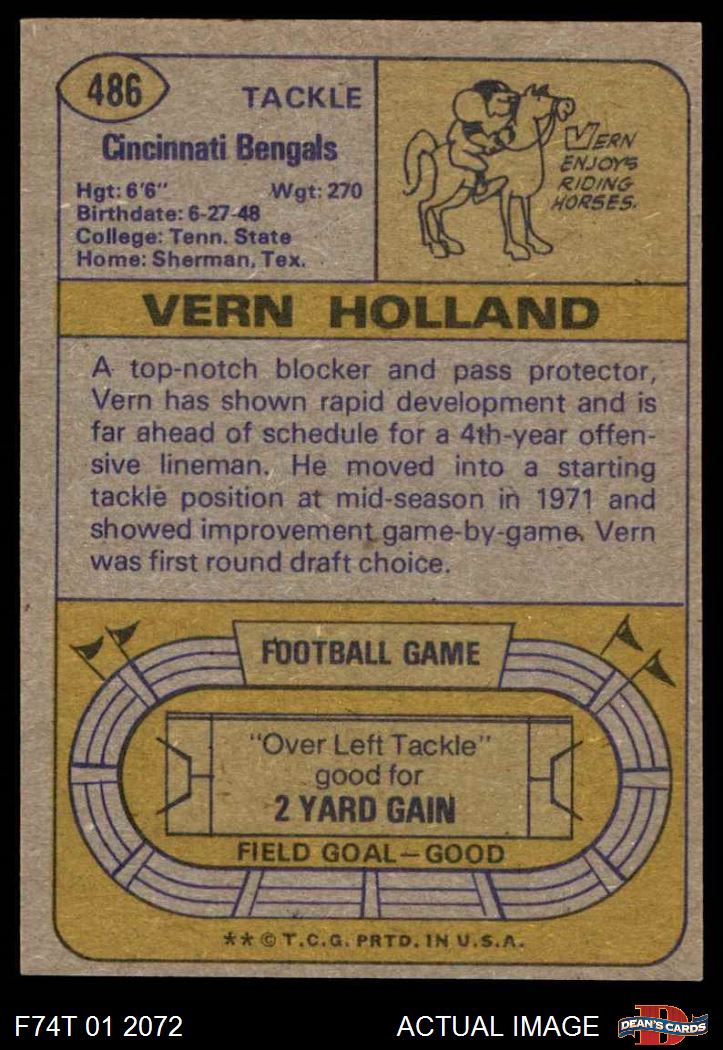 486
TACKLE
Cincinnati Bengals
Hgt: 6'6" Wgt: 270
Birthdate: 6-27-48
College: Tenn. State
Home: Sherman, Tex.
VERN
ENJOYS
RIDING
HORSES.
VERN HOLLAND
A top-notch blocker and pass protector,
Vern has shown rapid development and is
far ahead of schedule for a 4th-year offen-
sive lineman. He moved into a starting
tackle position at mid-season in 1971 and
showed improvement game-by-game. Vern
was first round draft choice.
FOOTBALL GAME
"Over Left Tackle"
good for
2 YARD GAIN
FIELD GOAL—GOOD
** © T.C.G. PRTD. IN U.S.A.
F74T 01 2072
ACTUAL IMAGE
D
DEAN'S CARDS